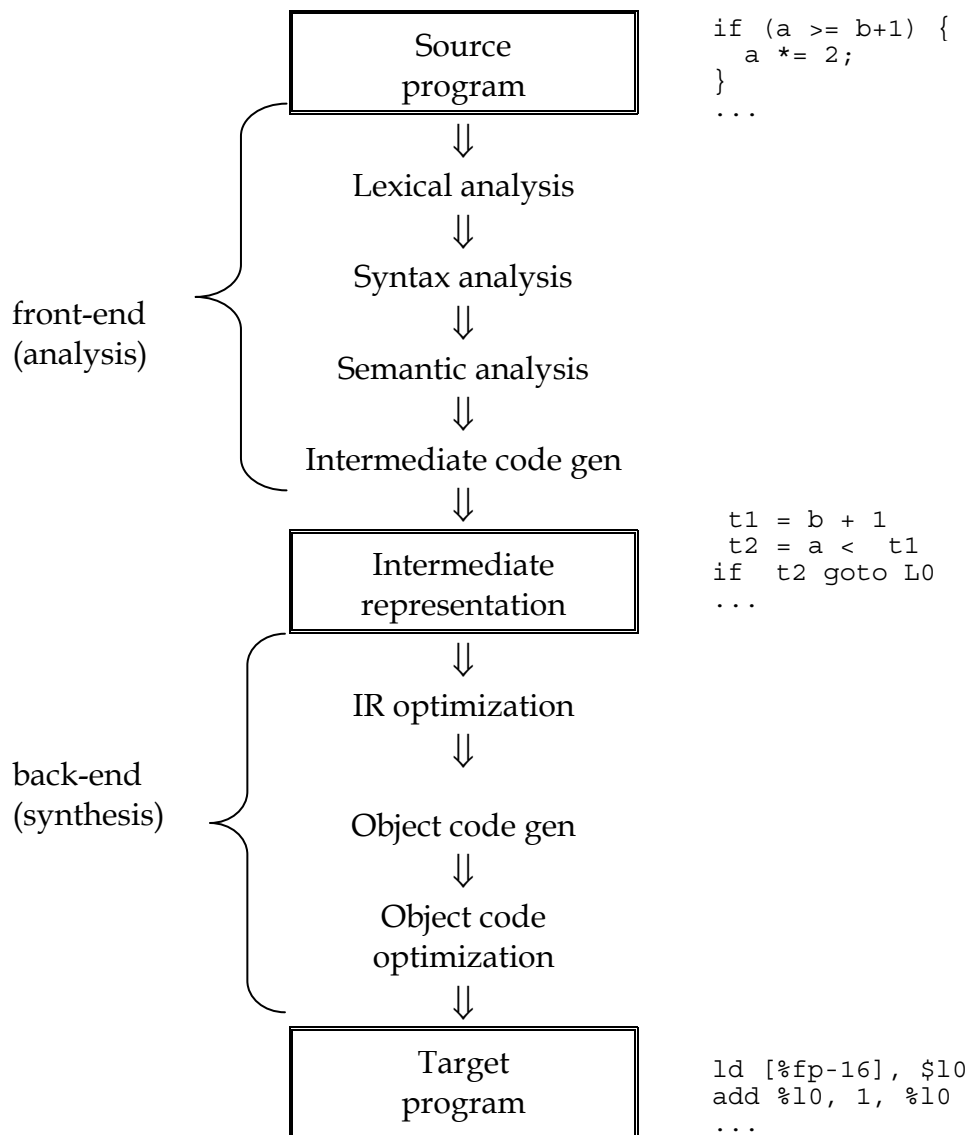 Source
program
if (a >= b+1) {
  a *= 2;
}
...
⇓
Lexical analysis
⇓
Syntax analysis
⇓
front-end
(analysis)
Semantic analysis
⇓
Intermediate code gen
⇓
Intermediate
representation
t1 = b + 1
t2 = a <  t1
if  t2 goto L0
...
⇓
IR optimization
⇓
back-end
(synthesis)
Object code gen
⇓
Object code
optimization
⇓
Target
program
ld [%fp-16], $l0
add %l0, 1, %l0
...